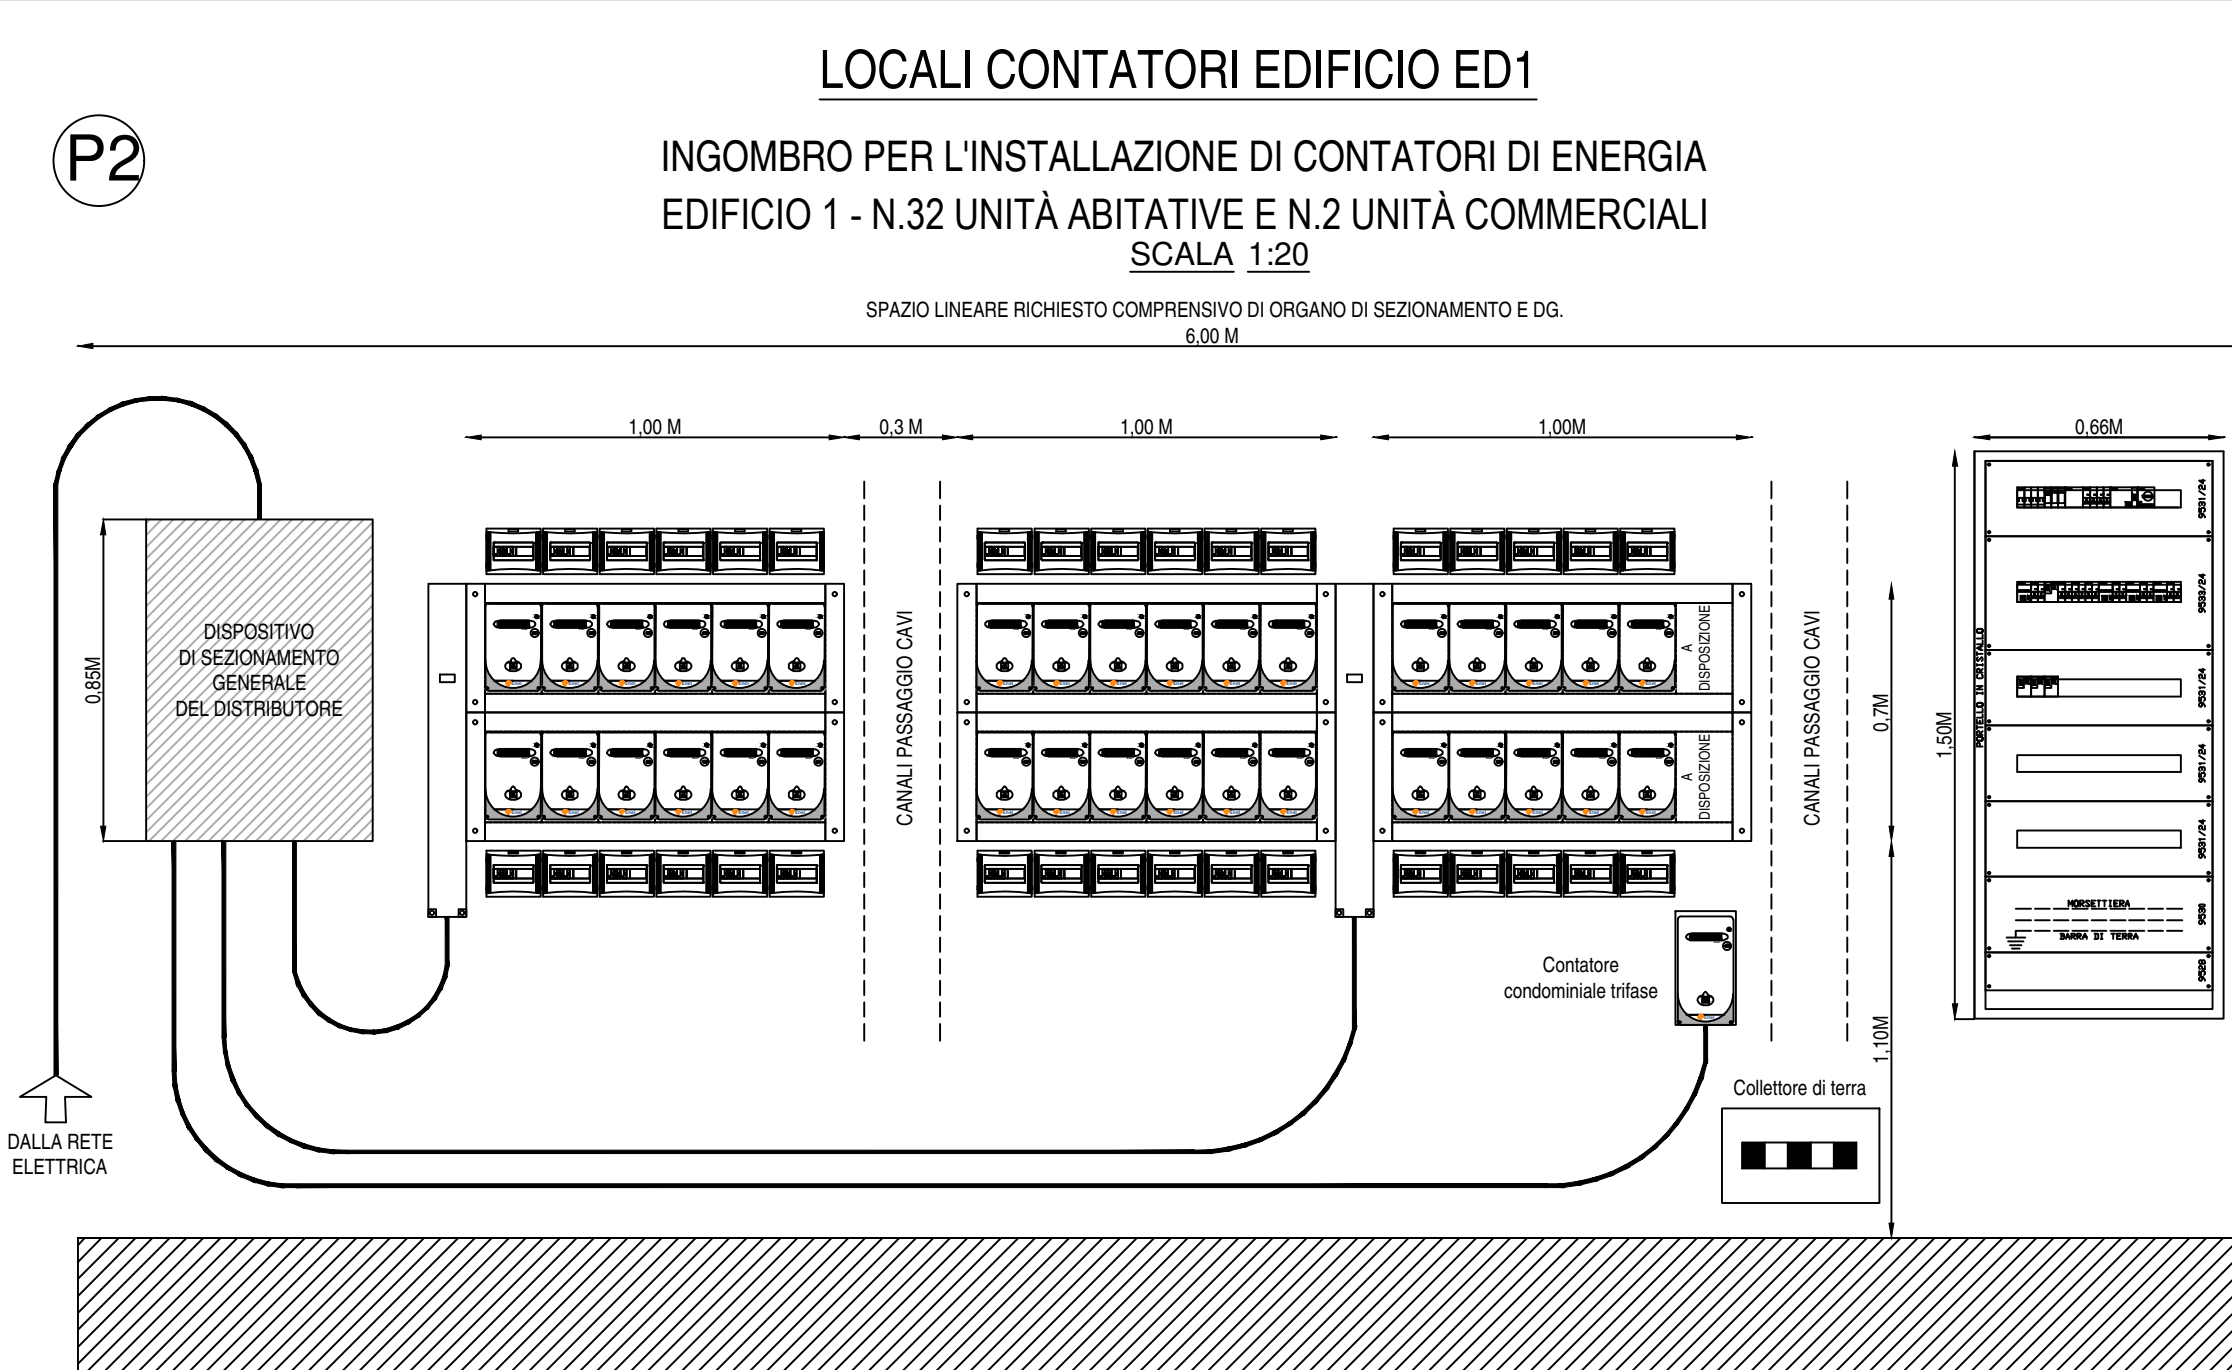 LOCALI CONTATORI EDIFICIO ED1
P2
INGOMBRO PER L'INSTALLAZIONE DI CONTATORI DI ENERGIA
EDIFICIO 1 - N.32 UNITÀ ABITATIVE E N.2 UNITÀ COMMERCIALI
SCALA 1:20
SPAZIO LINEARE RICHIESTO COMPRENSIVO DI ORGANO DI SEZIONAMENTO E DG.
6,00 M
1,00 M
0,3 M
1,00 M
1,00M
0,66M
0,85M
DISPOSITIVO
DI SEZIONAMENTO
GENERALE
DEL DISTRIBUTORE
CANALI PASSAGGIO CAVI
A
DISPOSIZIONE
A
DISPOSIZIONE
CANALI PASSAGGIO CAVI
0,7M
1,10M
1,50M
PORTELLO IN CRISTALLO
9531/24
9533/24
9531/24
9531/24
9531/24
MORSETTIERA
9530
BARRA DI TERRA
9528
Contatore
condominiale trifase
Collettore di terra
DALLA RETE
ELETTRICA